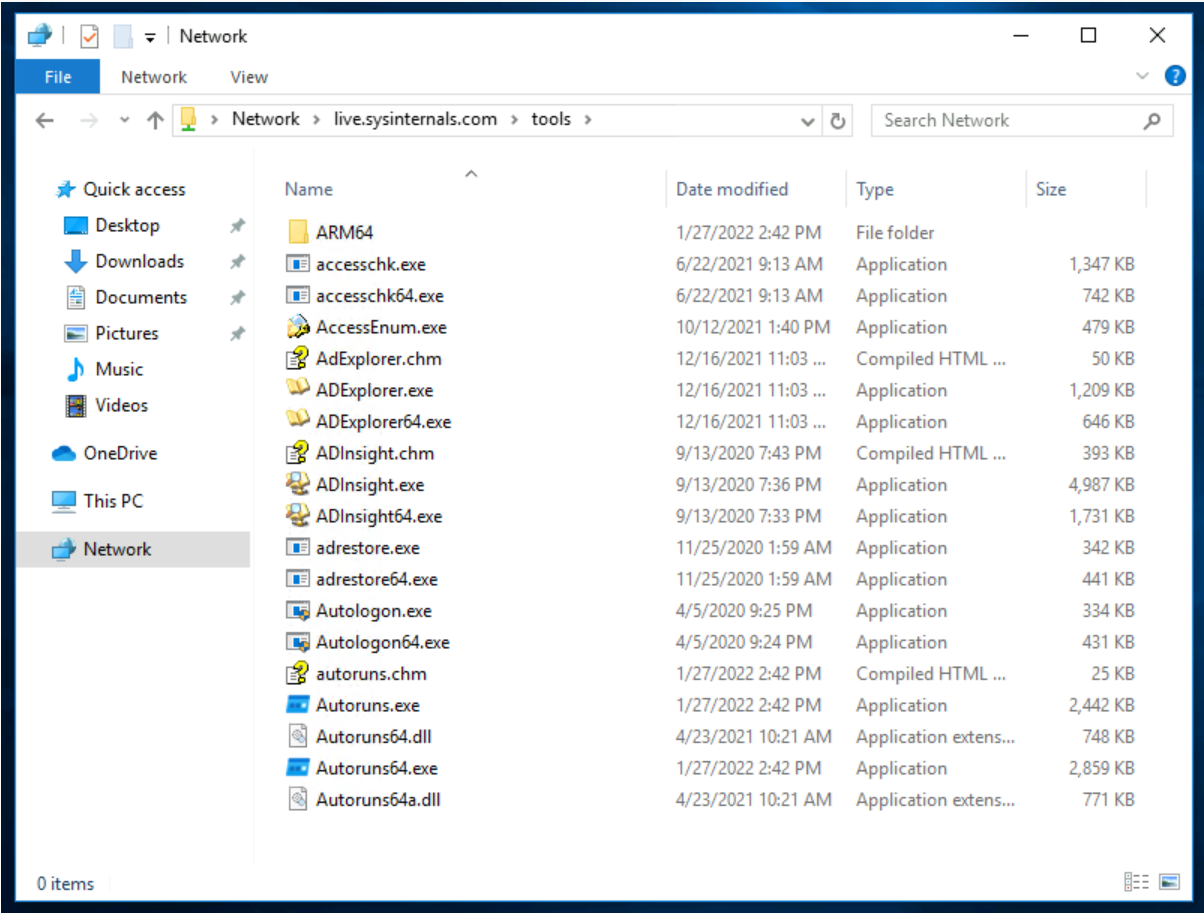 Network
File Network View
Network > live.sysinternals.com > tools > Search Network
Quick access
Desktop
Downloads
Documents
Pictures
Music
Videos
OneDrive
This PC
Network
Name Date modified Type Size
ARM64 1/27/2022 2:42 PM File folder
accesschk.exe 6/22/2021 9:13 AM Application 1,347 KB
accesschk64.exe 6/22/2021 9:13 AM Application 742 KB
AccessEnum.exe 10/12/2021 1:40 PM Application 479 KB
AdExplorer.chm 12/16/2021 11:03 ... Compiled HTML ... 50 KB
ADExplorer.exe 12/16/2021 11:03 ... Application 1,209 KB
ADExplorer64.exe 12/16/2021 11:03 ... Application 646 KB
ADInsight.chm 9/13/2020 7:43 PM Compiled HTML ... 393 KB
ADInsight.exe 9/13/2020 7:36 PM Application 4,987 KB
ADInsight64.exe 9/13/2020 7:33 PM Application 1,731 KB
adrestore.exe 11/25/2020 1:59 AM Application 342 KB
adrestore64.exe 11/25/2020 1:59 AM Application 441 KB
Autologon.exe 4/5/2020 9:25 PM Application 334 KB
Autologon64.exe 4/5/2020 9:24 PM Application 431 KB
autoruns.chm 1/27/2022 2:42 PM Compiled HTML ... 25 KB
Autoruns.exe 1/27/2022 2:42 PM Application 2,442 KB
Autoruns64.dll 4/23/2021 10:21 AM Application extens... 748 KB
Autoruns64.exe 1/27/2022 2:42 PM Application 2,859 KB
Autoruns64a.dll 4/23/2021 10:21 AM Application extens... 771 KB
0 items